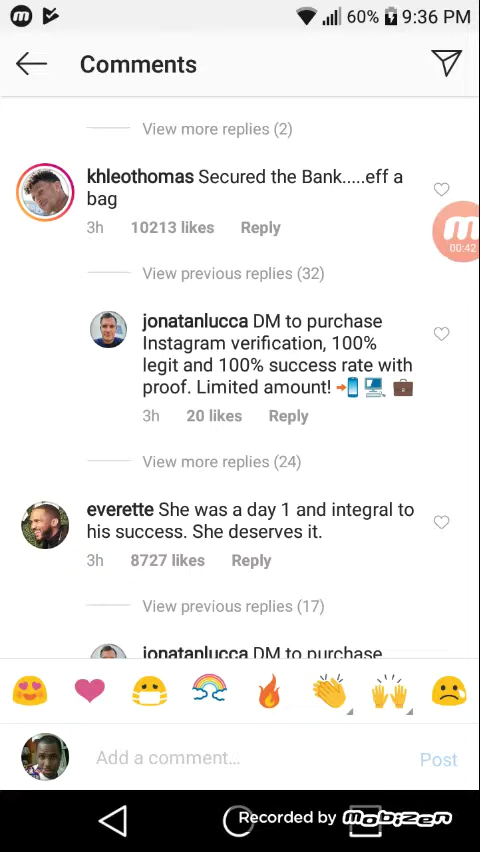 60% 9:36 PM
Comments
View more replies (2)
khleothomas Secured the Bank.....eff a
bag
3h 10213 likes Reply
00:42
View previous replies (32)
jonatanlucca DM to purchase
Instagram verification, 100%
legit and 100% success rate with
proof. Limited amount! 📲 🖥 💼
3h 20 likes Reply
View more replies (24)
everette She was a day 1 and integral to
his success. She deserves it.
3h 8727 likes Reply
View previous replies (17)
jonatanlucca DM to purchase
Add a comment... Post
Recorded by mobizen